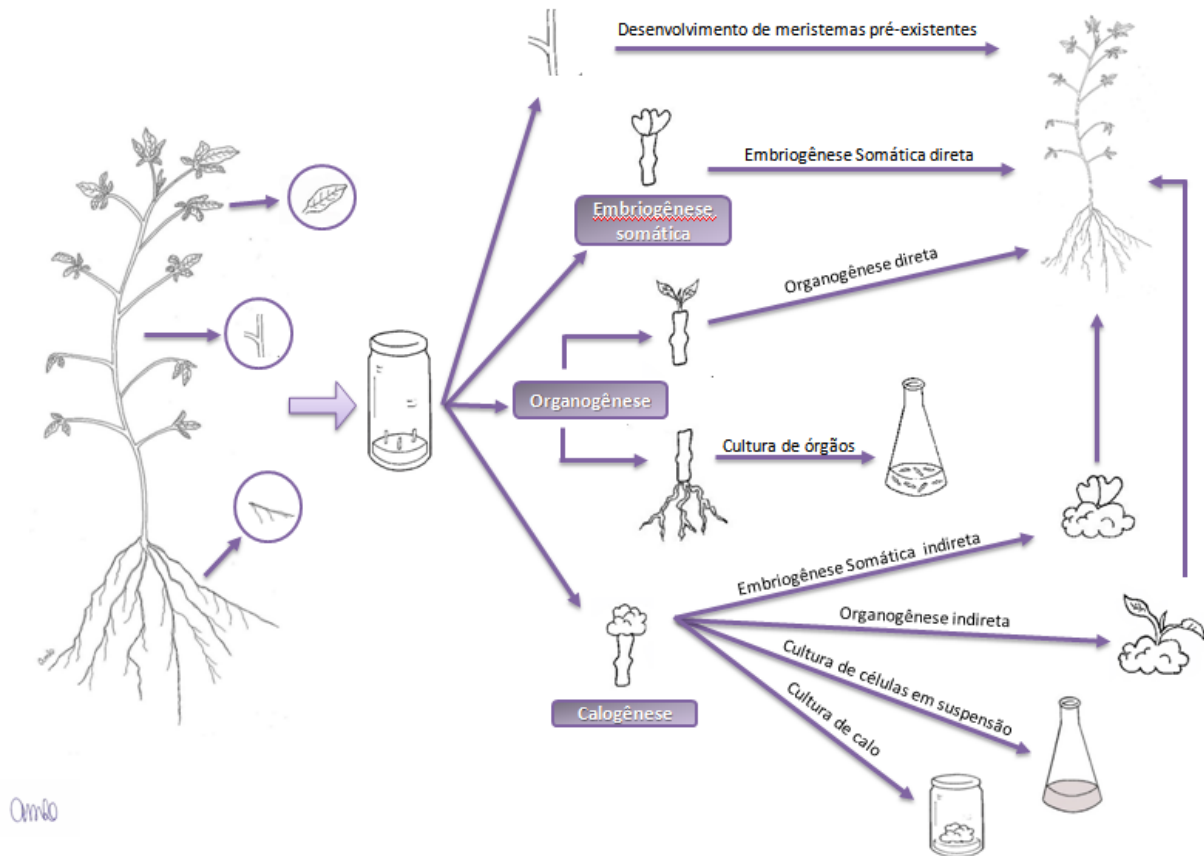 Desenvolvimento de meristemas pré-existentes
Embriogênese Somática direta
Embriogênese
somática
Organogênese direta
Organogênese
Cultura de órgãos
Embriogênese Somática indireta
Organogênese indireta
Cultura de células em suspensão
Cultura de calo
Calogênese